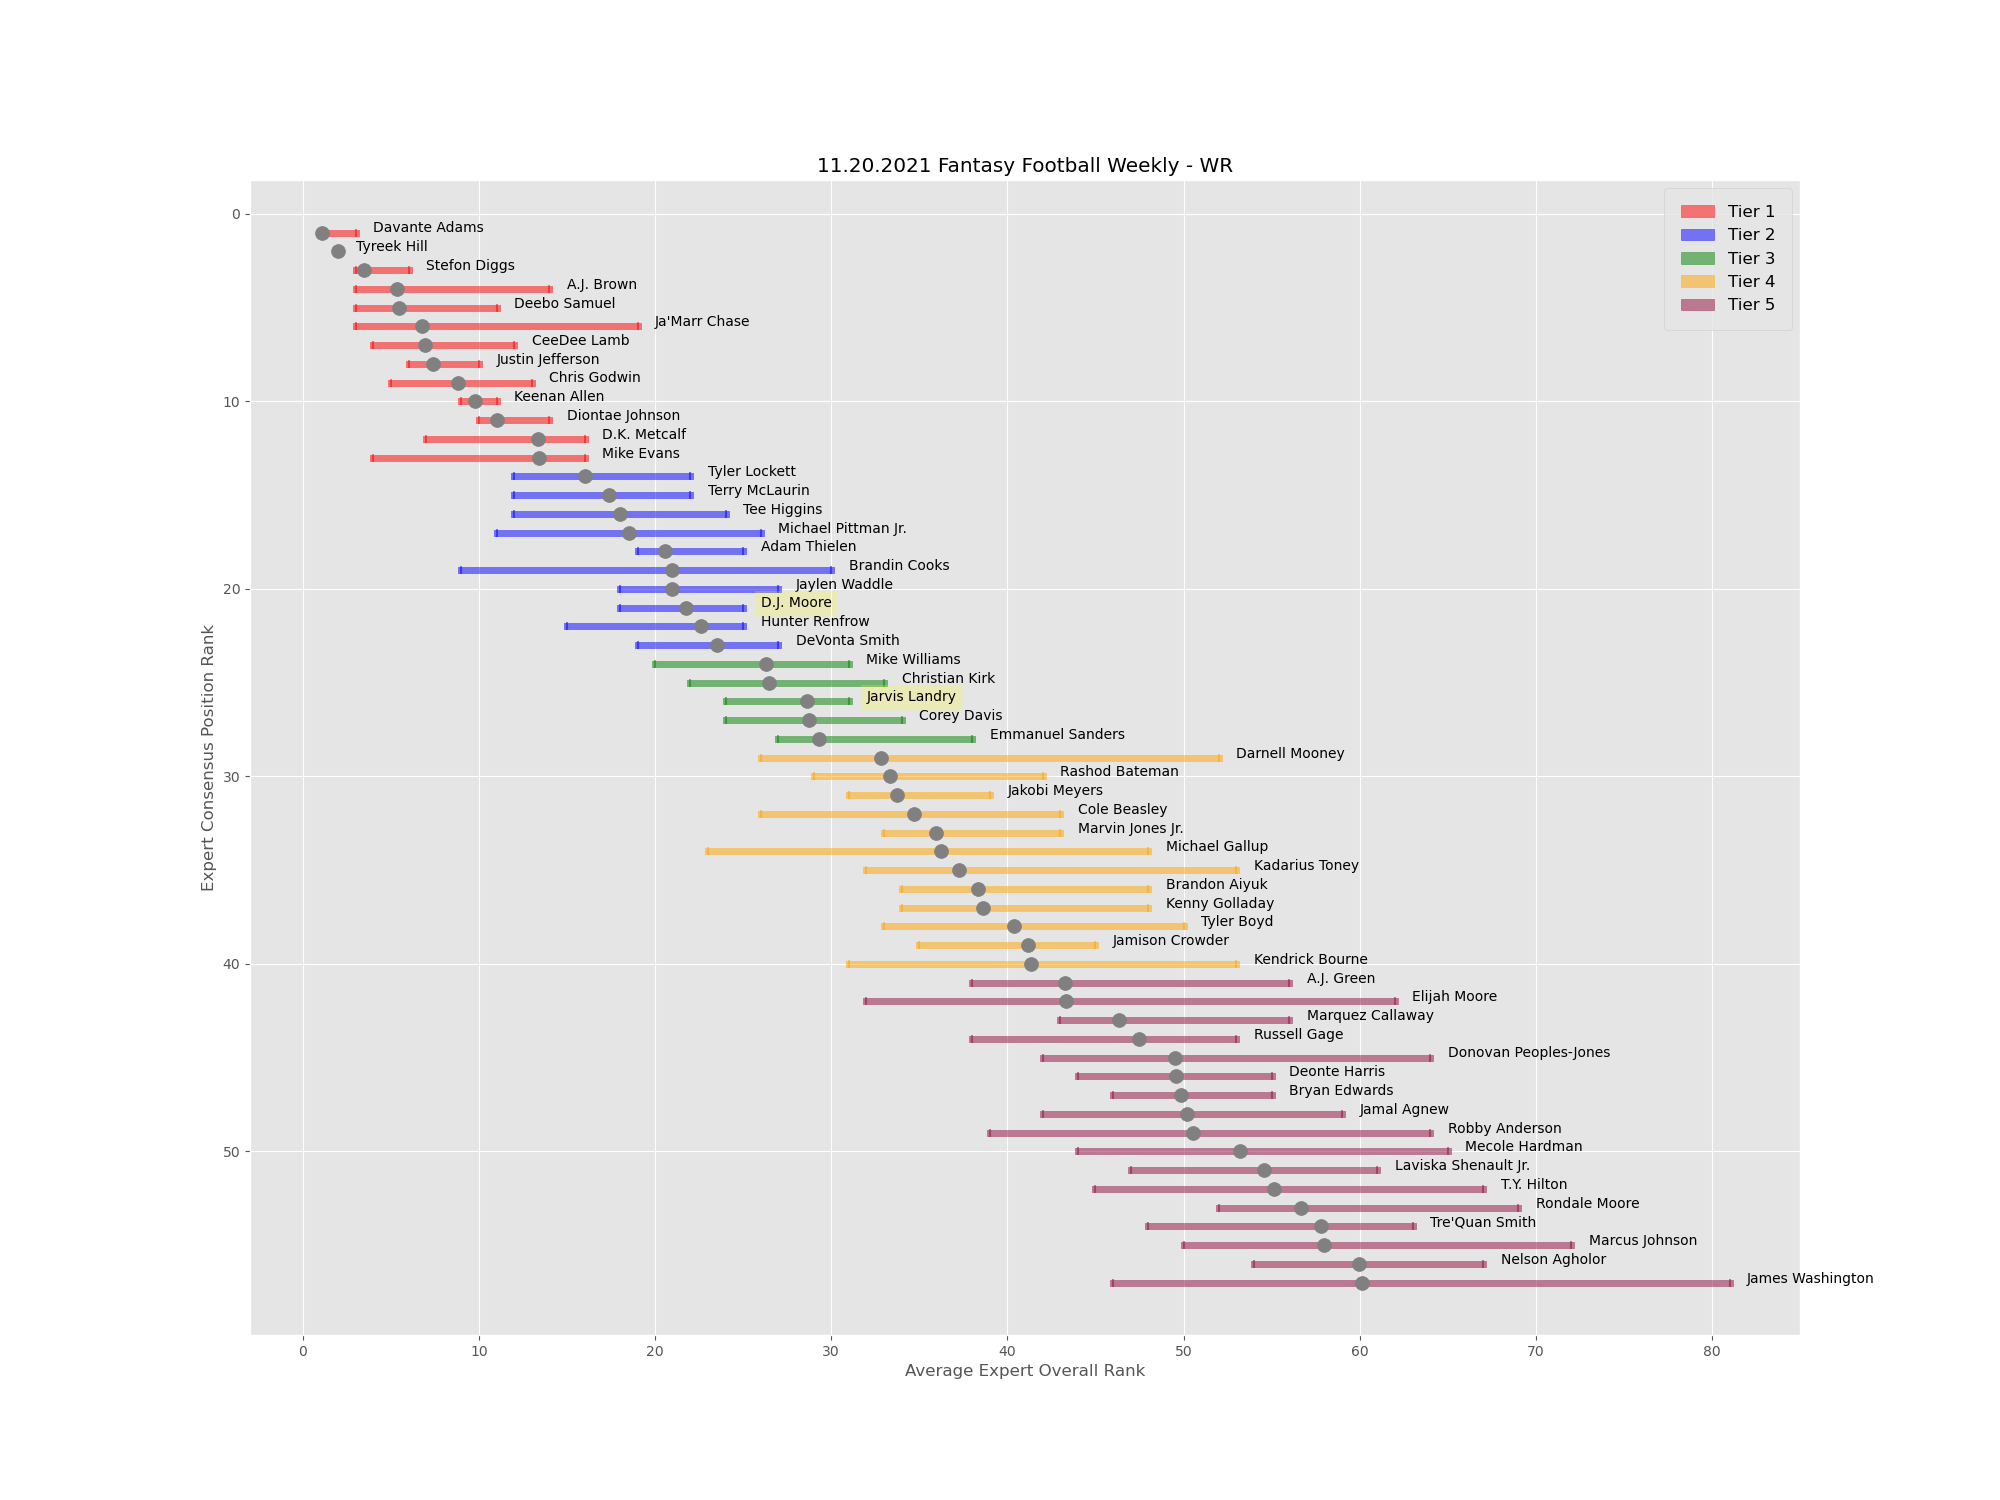 11.20.2021 Fantasy Football Weekly - WR
Tier 1
Tier 2
Tier 3
Tier 4
Tier 5
Expert Consensus Position Rank
0
10
20
30
40
50
Davante Adams
Tyreek Hill
Stefon Diggs
A.J. Brown
Deebo Samuel
Ja'Marr Chase
CeeDee Lamb
Justin Jefferson
Chris Godwin
Keenan Allen
Diontae Johnson
D.K. Metcalf
Mike Evans
Tyler Lockett
Terry McLaurin
Tee Higgins
Michael Pittman Jr.
Adam Thielen
Brandin Cooks
Jaylen Waddle
D.J. Moore
Hunter Renfrow
DeVonta Smith
Mike Williams
Christian Kirk
Jarvis Landry
Corey Davis
Emmanuel Sanders
Darnell Mooney
Rashod Bateman
Jakobi Meyers
Cole Beasley
Marvin Jones Jr.
Michael Gallup
Kadarius Toney
Brandon Aiyuk
Kenny Golladay
Tyler Boyd
Jamison Crowder
Kendrick Bourne
A.J. Green
Elijah Moore
Marquez Callaway
Russell Gage
Donovan Peoples-Jones
Deonte Harris
Bryan Edwards
Jamal Agnew
Robby Anderson
Mecole Hardman
Laviska Shenault Jr.
T.Y. Hilton
Rondale Moore
Tre'Quan Smith
Marcus Johnson
Nelson Agholor
James Washington
0 10 20 30 40 50 60 70 80
Average Expert Overall Rank